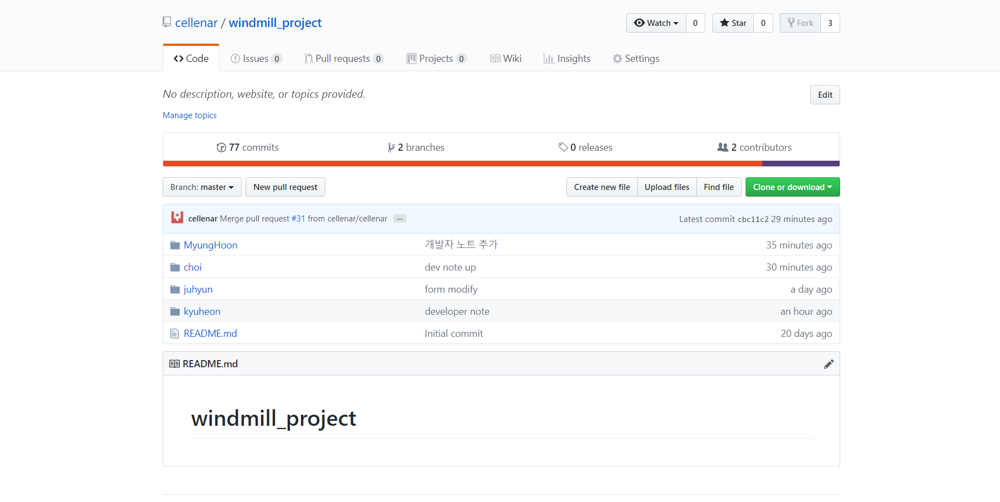 cellenar / windmill_project
Watch 0 Star 0 Fork 3
Code Issues 0 Pull requests 0 Projects 0 Wiki Insights Settings
No description, website, or topics provided. Edit
Manage topics
77 commits 2 branches 0 releases 2 contributors
Branch: master New pull request Create new file Upload files Find file Clone or download
cellenar Merge pull request #31 from cellenar/cellenar ... Latest commit cbc11c2 29 minutes ago
MyungHoon 개발자 노트 추가 35 minutes ago
choi dev note up 30 minutes ago
juhyun form modify a day ago
kyuheon developer note an hour ago
README.md Initial commit 20 days ago
README.md
windmill_project